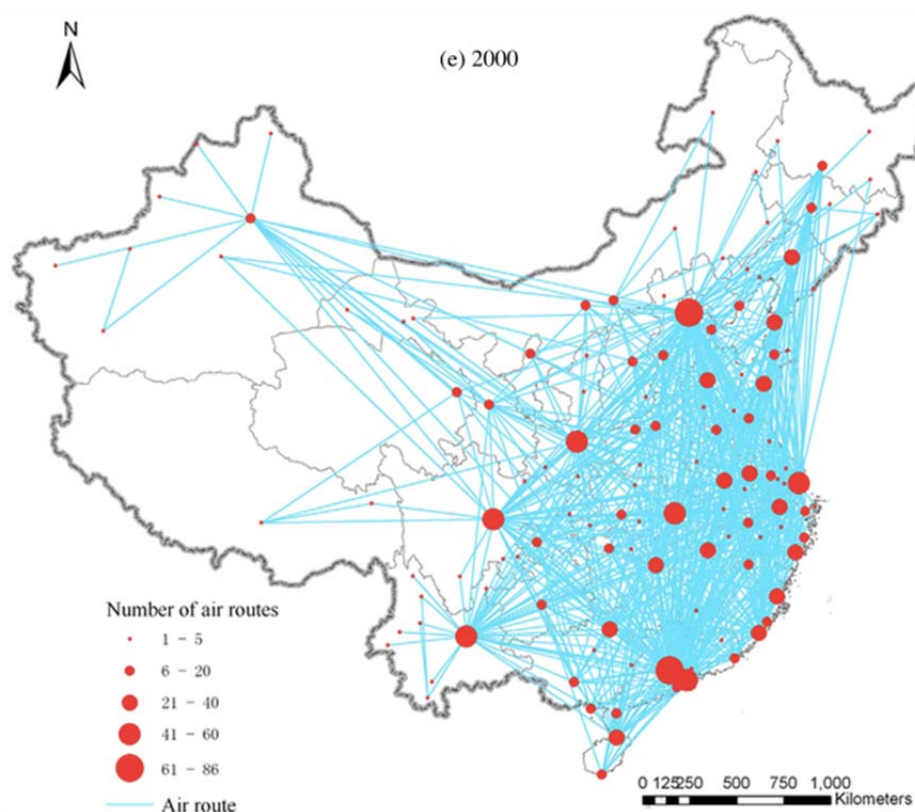 N
(e) 2000
Number of air routes
1 - 5
6 - 20
21 - 40
41 - 60
61 - 86
Air route
0 125250 500 750 1,000
Kilometers